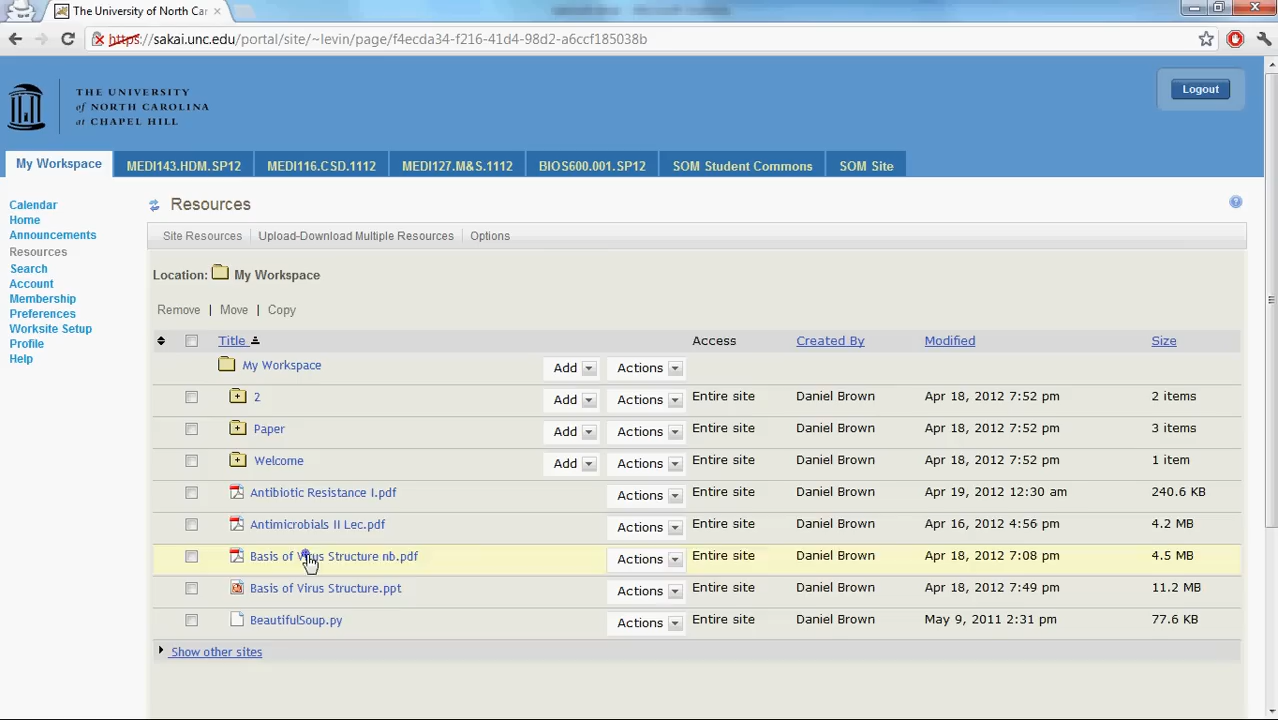 The University of North Car
https://sakai.unc.edu/portal/site/~levin/page/f4ecda34-f216-41d4-98d2-a6ccf185038b
THE UNIVERSITY
of NORTH CAROLINA
at CHAPEL HILL
Logout
My Workspace MEDI143.HDM.SP12 MEDI116.CSD.1112 MEDI127.M&S.1112 BIOS600.001.SP12 SOM Student Commons SOM Site
Calendar
Home
Announcements
Resources
Search
Account
Membership
Preferences
Worksite Setup
Profile
Help
Resources
Site Resources Upload-Download Multiple Resources Options
Location: My Workspace
Remove | Move | Copy
Title Access Created By Modified Size
My Workspace Add Actions
2 Add Actions Entire site Daniel Brown Apr 18, 2012 7:52 pm 2 items
Paper Add Actions Entire site Daniel Brown Apr 18, 2012 7:52 pm 3 items
Welcome Add Actions Entire site Daniel Brown Apr 18, 2012 7:52 pm 1 item
Antibiotic Resistance I.pdf Actions Entire site Daniel Brown Apr 19, 2012 12:30 am 240.6 KB
Antimicrobials II Lec.pdf Actions Entire site Daniel Brown Apr 16, 2012 4:56 pm 4.2 MB
Basis of Virus Structure nb.pdf Actions Entire site Daniel Brown Apr 18, 2012 7:08 pm 4.5 MB
Basis of Virus Structure.ppt Actions Entire site Daniel Brown Apr 18, 2012 7:49 pm 11.2 MB
BeautifulSoup.py Actions Entire site Daniel Brown May 9, 2011 2:31 pm 77.6 KB
Show other sites